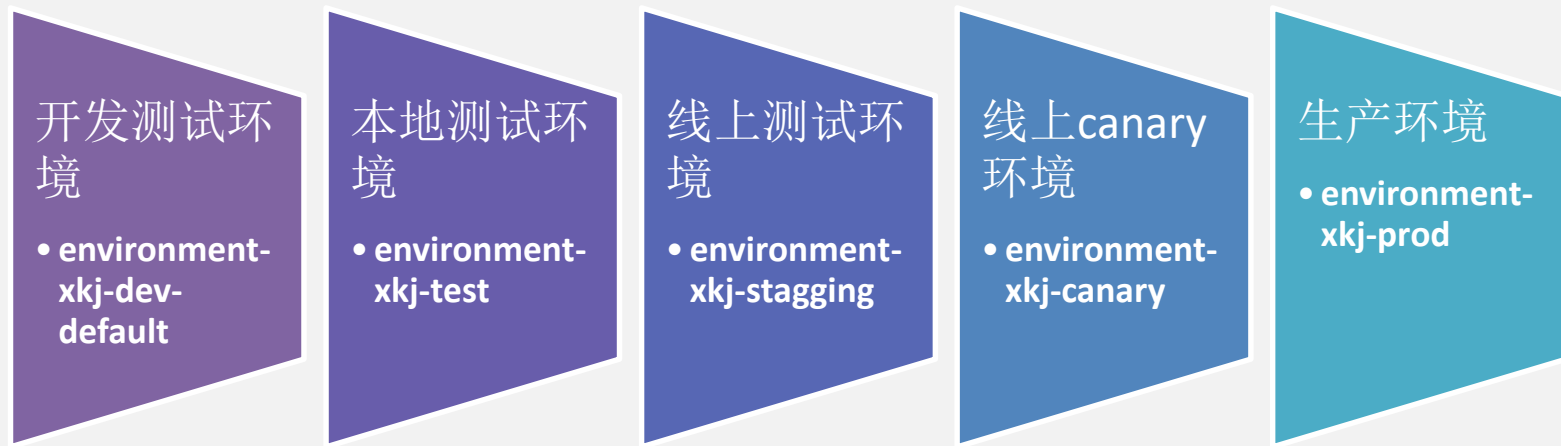 开发测试环
境
• environment-
xkj-dev-
default
本地测试环
境
• environment-
xkj-test
线上测试环
境
• environment-
xkj-stagging
线上canary
环境
• environment-
xkj-canary
生产环境
• environment-
xkj-prod